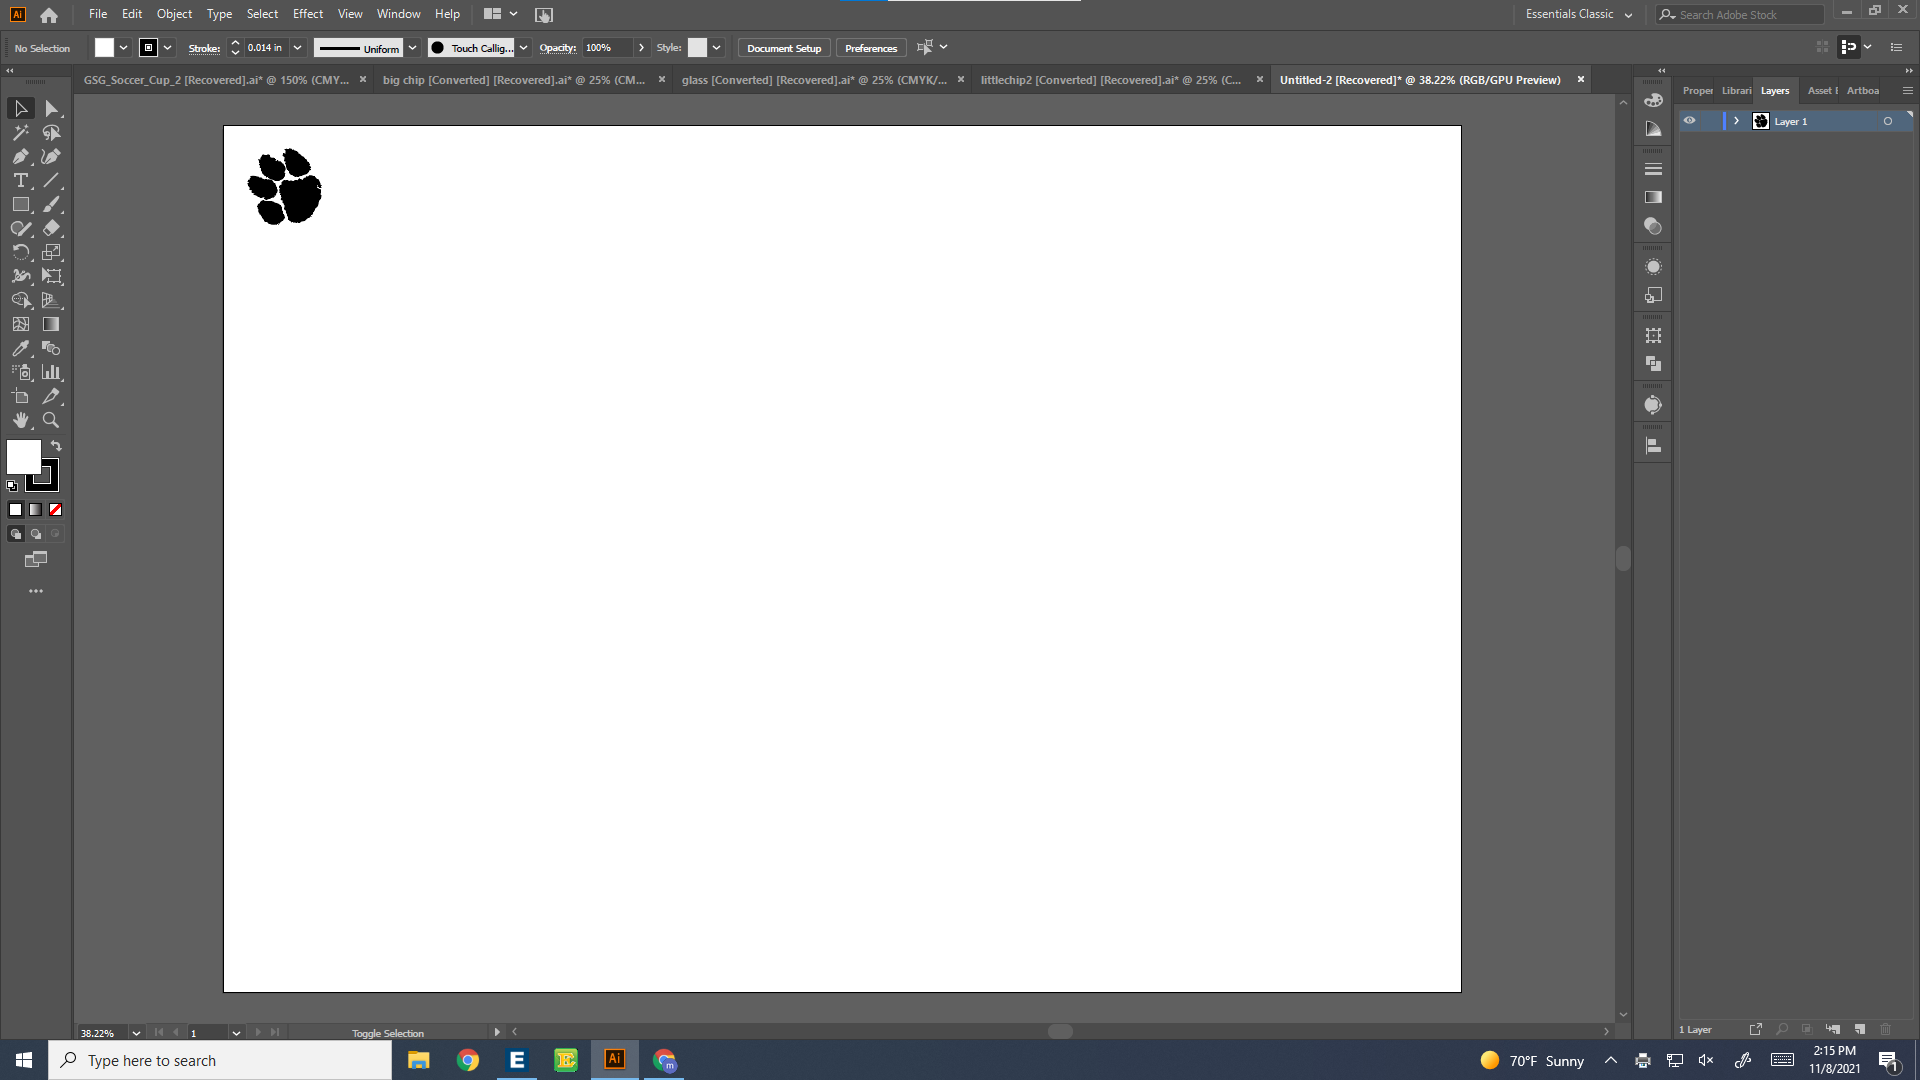 Ai File Edit Object Type Select Effect View Window Help Essentials Classic Search Adobe Stock
No Selection Stroke: 0.014 in Uniform Touch Callig... Opacity: 100% Style: Document Setup Preferences
GSG_Soccer_Cup_2 [Recovered].ai* @ 150% (CMY... × big chip [Converted] [Recovered].ai* @ 25% (CM... × glass [Converted] [Recovered].ai* @ 25% (CMYK/... × littlechip2 [Converted] [Recovered].ai* @ 25% (C... × Untitled-2 [Recovered]* @ 38.22% (RGB/GPU Preview) ×
Proper Librari Layers Asset E Artboa
Layer 1
38.22% 1 Toggle Selection
1 Layer
Type here to search E E Ai m 70°F Sunny
2:15 PM
11/8/2021
1